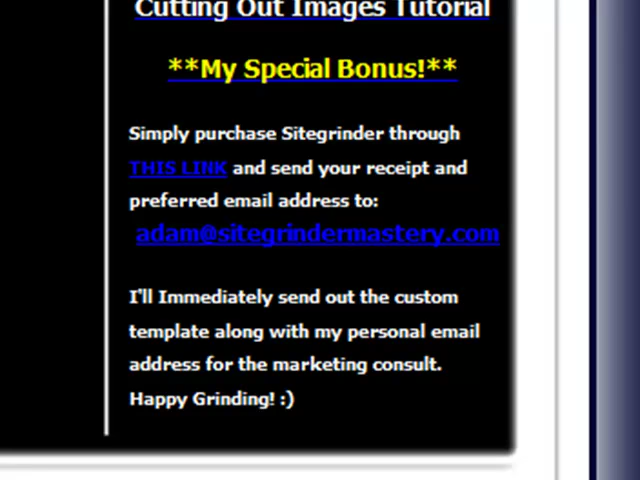 Cutting Out Images Tutorial
**My Special Bonus!**
Simply purchase Sitegrinder through
THIS LINK and send your receipt and
preferred email address to:
adam@sitegrindermastery.com
I'll Immediately send out the custom
template along with my personal email
address for the marketing consult.
Happy Grinding! :)